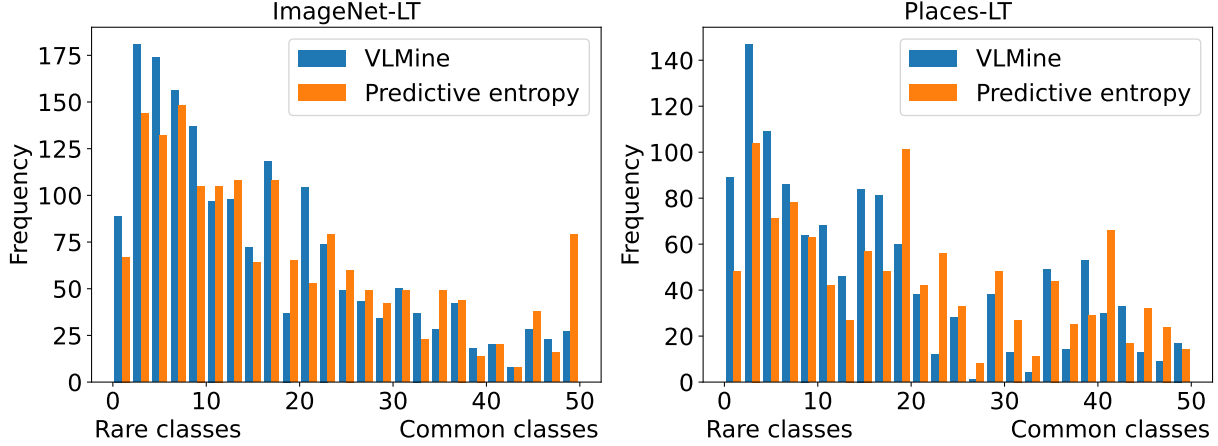 ImageNet-LT
VLMine
Predictive entropy
Frequency
175
150
125
100
75
50
25
0
0 10 20 30 40 50
Rare classes Common classes
Places-LT
VLMine
Predictive entropy
Frequency
140
120
100
80
60
40
20
0
0 10 20 30 40 50
Rare classes Common classes